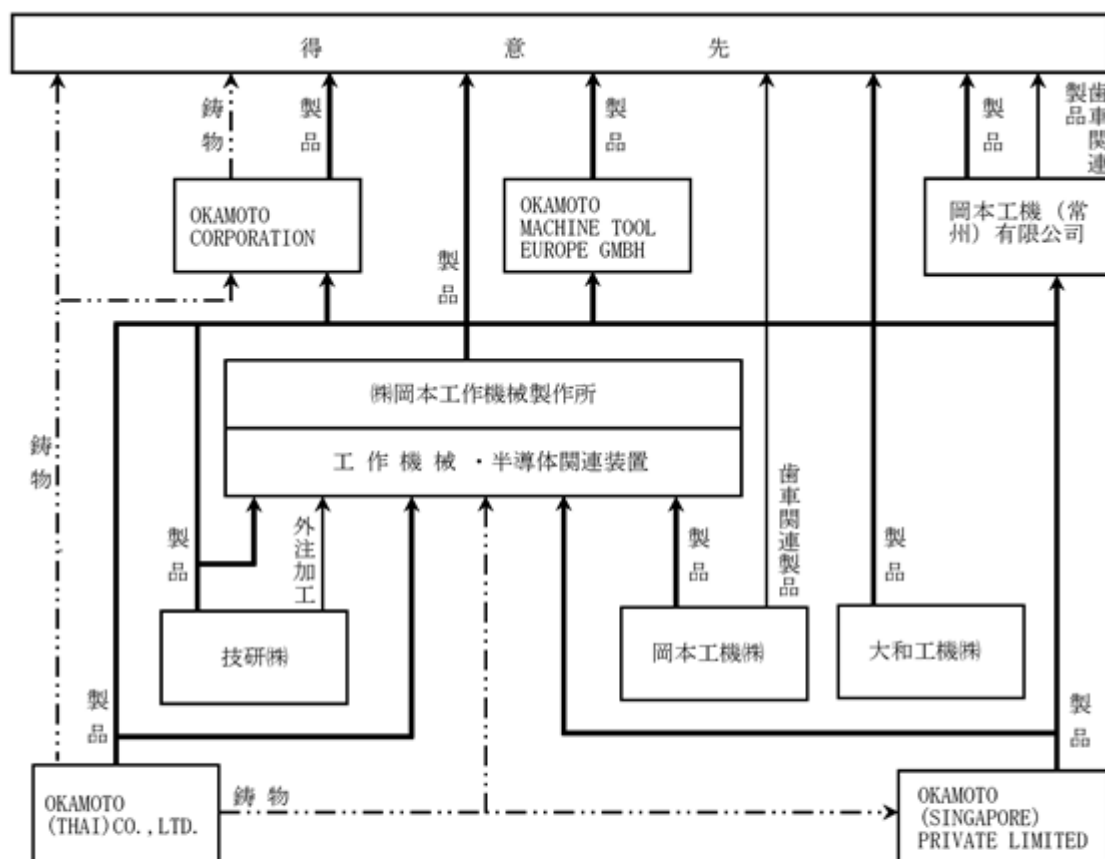 得意先
鋳物
製品
製品
製品
歯車関連
製品
OKAMOTO
CORPORATION
OKAMOTO
MACHINE TOOL
EUROPE GMBH
岡本工機（常
州）有限公司
製品
㈱岡本工作機械製作所
鋳物
工作機械・半導体関連装置
製品
外注加工
製品
歯車関連製品
製品
技研㈱
岡本工機㈱
大和工機㈱
製品
製品
OKAMOTO
(THAI)CO.,LTD.
鋳物
OKAMOTO
(SINGAPORE)
PRIVATE LIMITED